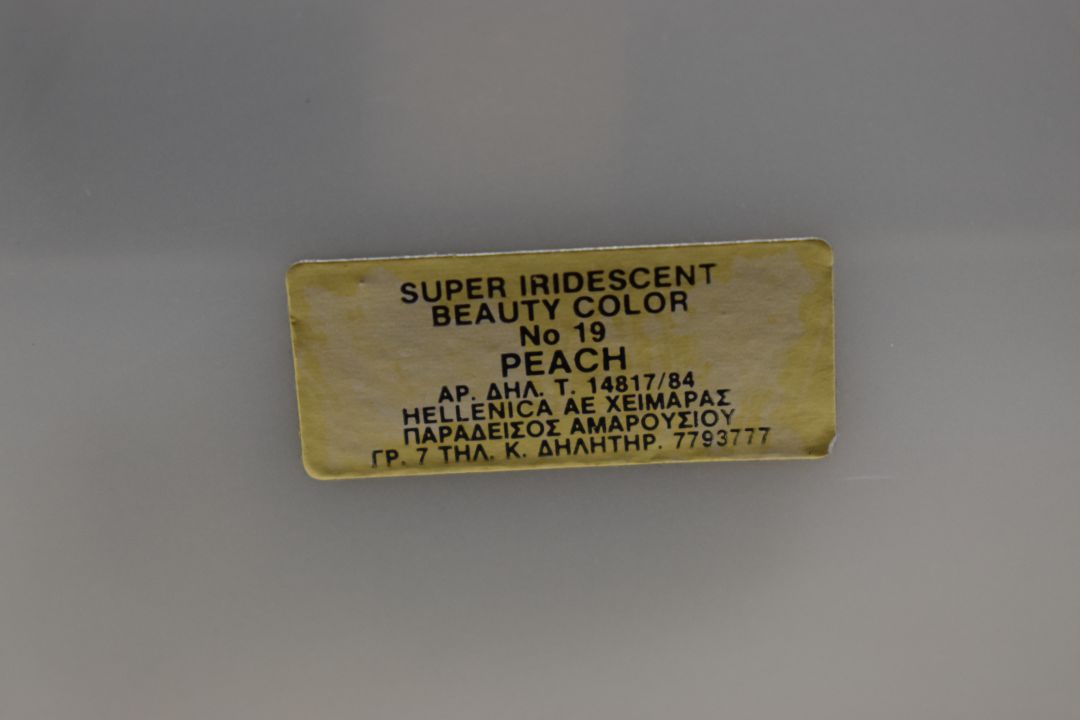 SUPER IRIDESCENT
BEAUTY COLOR
No 19
PEACH
ΑΡ. ΔΗΛ. Τ. 14817/84
HELLENICA AE ΧΕΙΜΑΡΑΣ
ΠΑΡΑΔΕΙΣΟΣ ΑΜΑΡΟΥΣΙΟΥ
ΓΡ. 7 ΤΗΛ. Κ. ΔΗΛΗΤΗΡ. 7793777